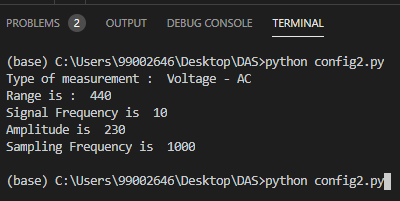 PROBLEMS 2 OUTPUT DEBUG CONSOLE TERMINAL
(base) C:\Users\99002646\Desktop\DAS>python config2.py
Type of measurement :  Voltage - AC
Range is :  440
Signal Frequency is  10
Amplitude is  230
Sampling Frequency is  1000
(base) C:\Users\99002646\Desktop\DAS>python config2.py